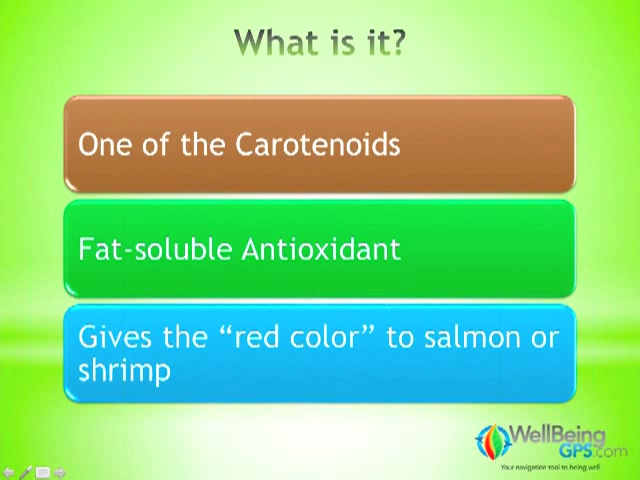 What is it?
One of the Carotenoids
Fat-soluble Antioxidant
Gives the “red color” to salmon or
shrimp
WellBeing
GPS.com
Your navigation tool to being well.